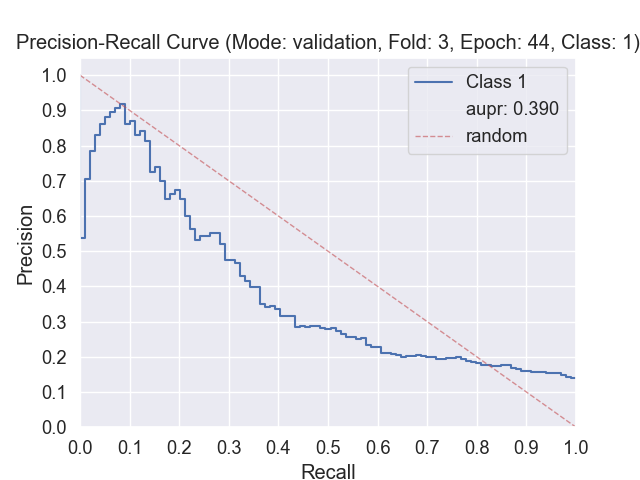 Precision-Recall Curve (Mode: validation, Fold: 3, Epoch: 44, Class: 1)
1.0
0.9
0.8
0.7
0.6
0.5
0.4
0.3
0.2
0.1
0.0
Precision
Class 1
aupr: 0.390
random
0.0 0.1 0.2 0.3 0.4 0.5 0.6 0.7 0.8 0.9 1.0
Recall